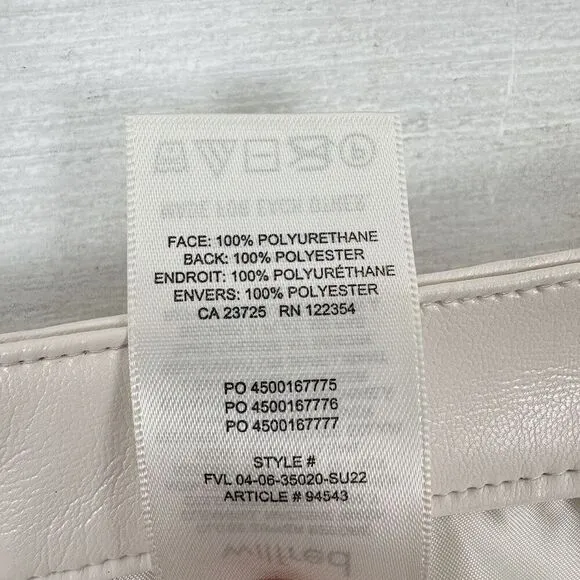 FACE: 100% POLYURETHANE
BACK: 100% POLYESTER
ENDROIT: 100% POLYURÉTHANE
ENVERS: 100% POLYESTER
CA 23725 RN 122354
PO 4500167775
PO 4500167776
PO 4500167777
STYLE #
FVL 04-06-35020-SU22
ARTICLE # 94543
wilfred